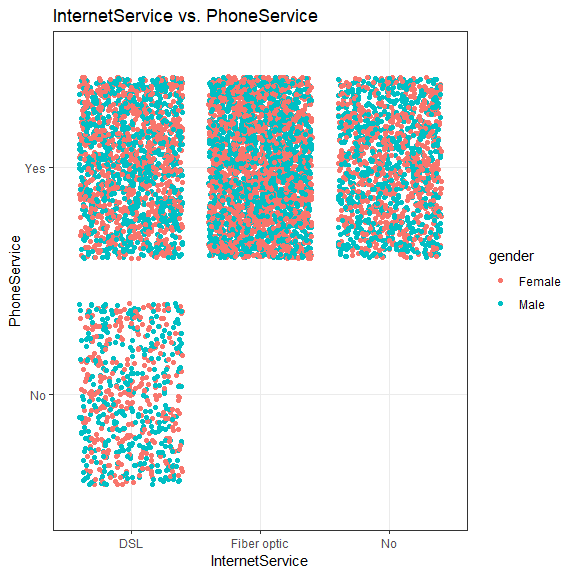 InternetService vs. PhoneService
Yes
No
PhoneService
DSL
Fiber optic
No
InternetService
gender
Female
Male